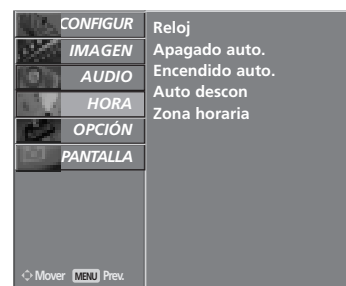 CONFIGUR
IMAGEN
AUDIO
HORA
OPCIÓN
PANTALLA
Reloj
Apagado auto.
Encendido auto.
Auto descon
Zona horaria
Mover MENU Prev.